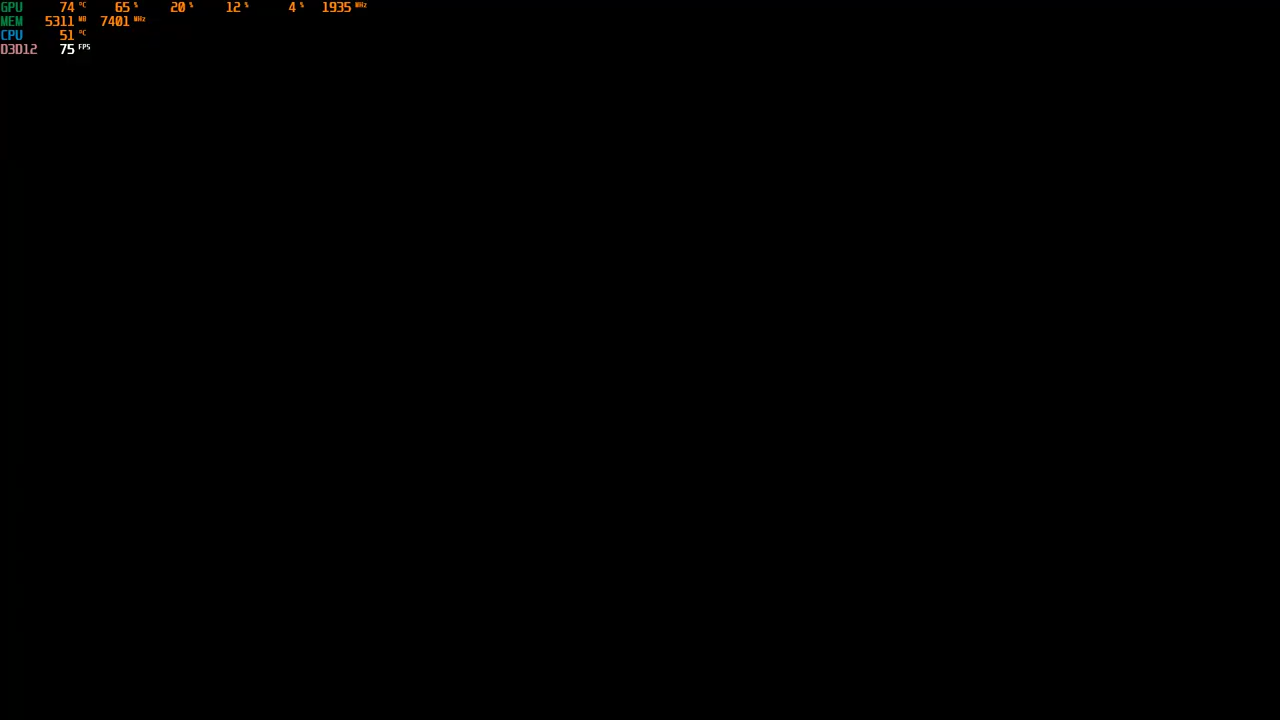 GPU 74 °C 65 % 20 % 12 % 4 % 1935 MHz
MEM 5311 MB 7401 MHz
CPU 51 °C
D3D12 75 FPS